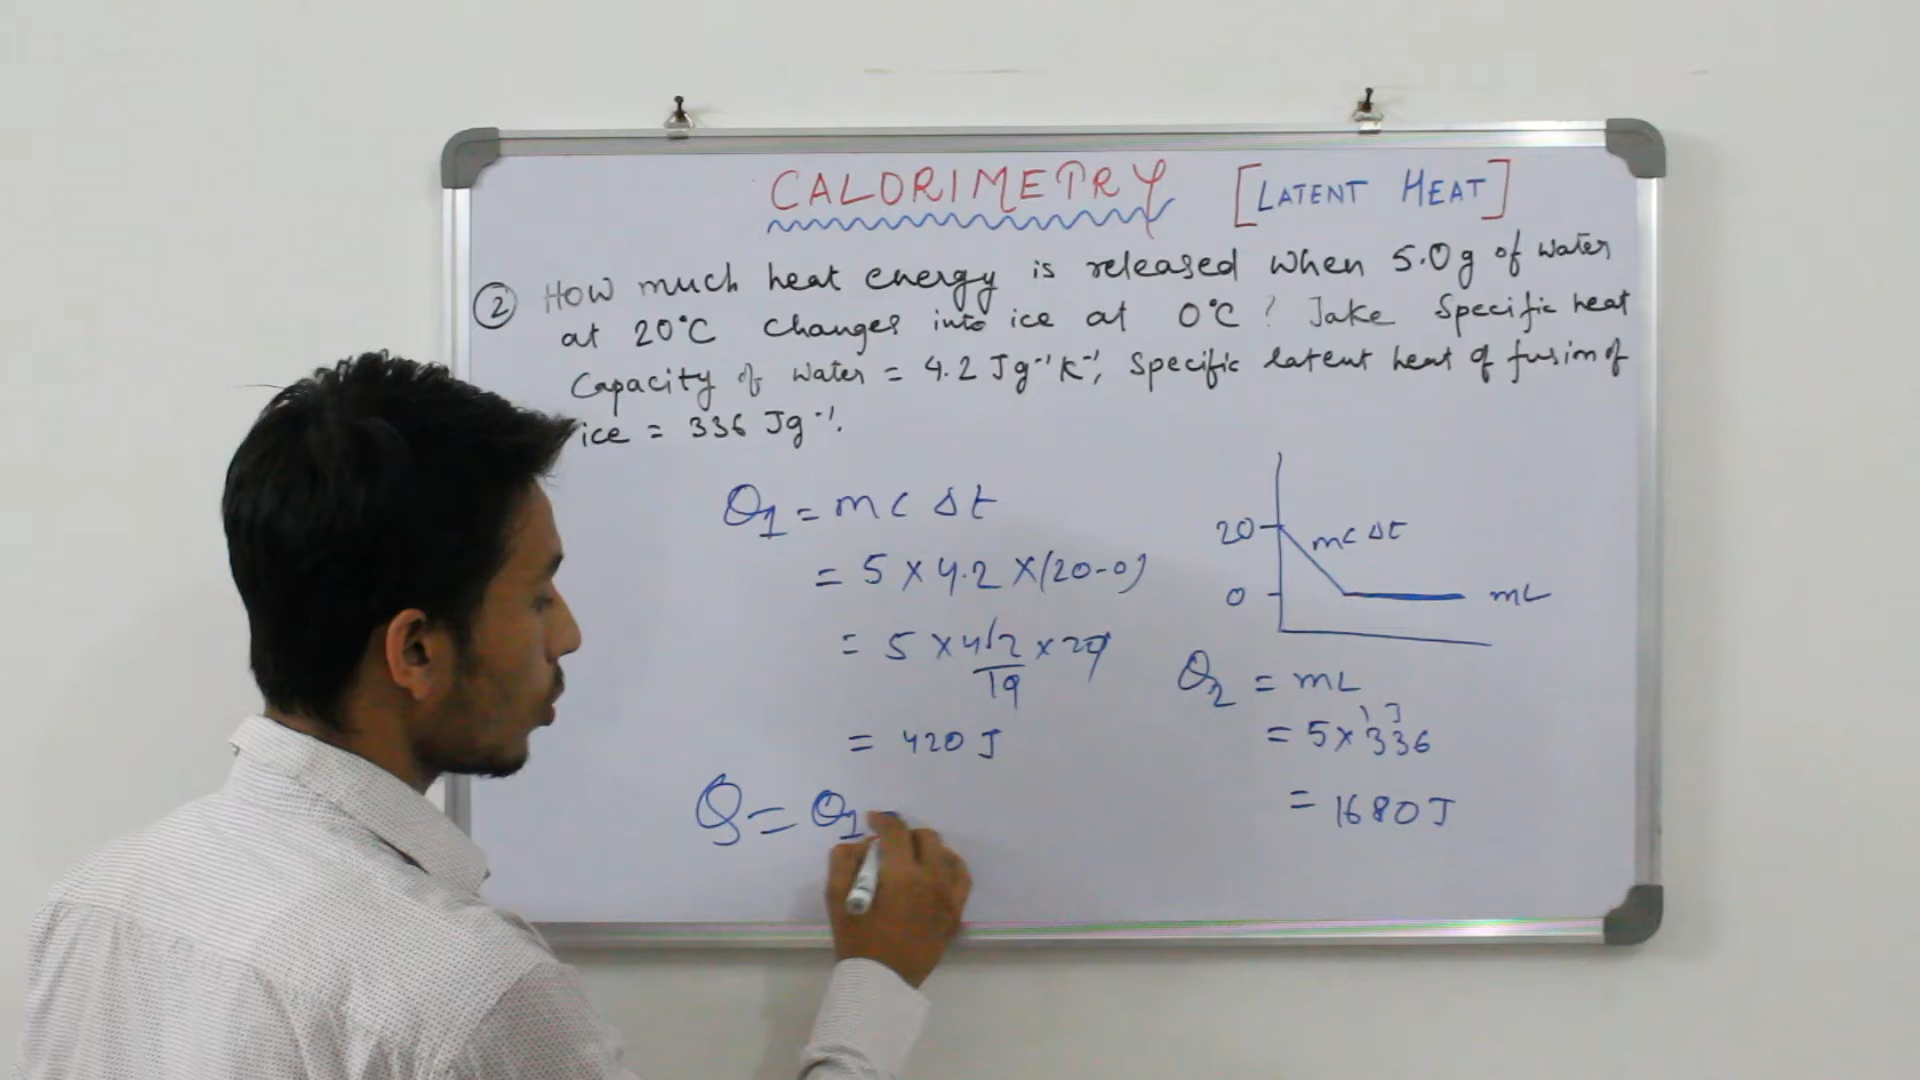 CALORIMETRY [LATENT HEAT]
② How much heat energy is released when 5.0g of water
at 20°C changes into ice at 0°C? Take specific heat
Capacity of water = 4.2 Jg⁻¹K⁻¹, Specific latent heat of fusion of
ice = 336 Jg⁻¹.
Q1 = mc Δt
= 5 × 4.2 × (20-0)
= 5 × 42/10 × 20
= 420 J
Q = Q1
20
mc Δt
0
mL
Q2 = mL
= 5 × 336
= 1680 J